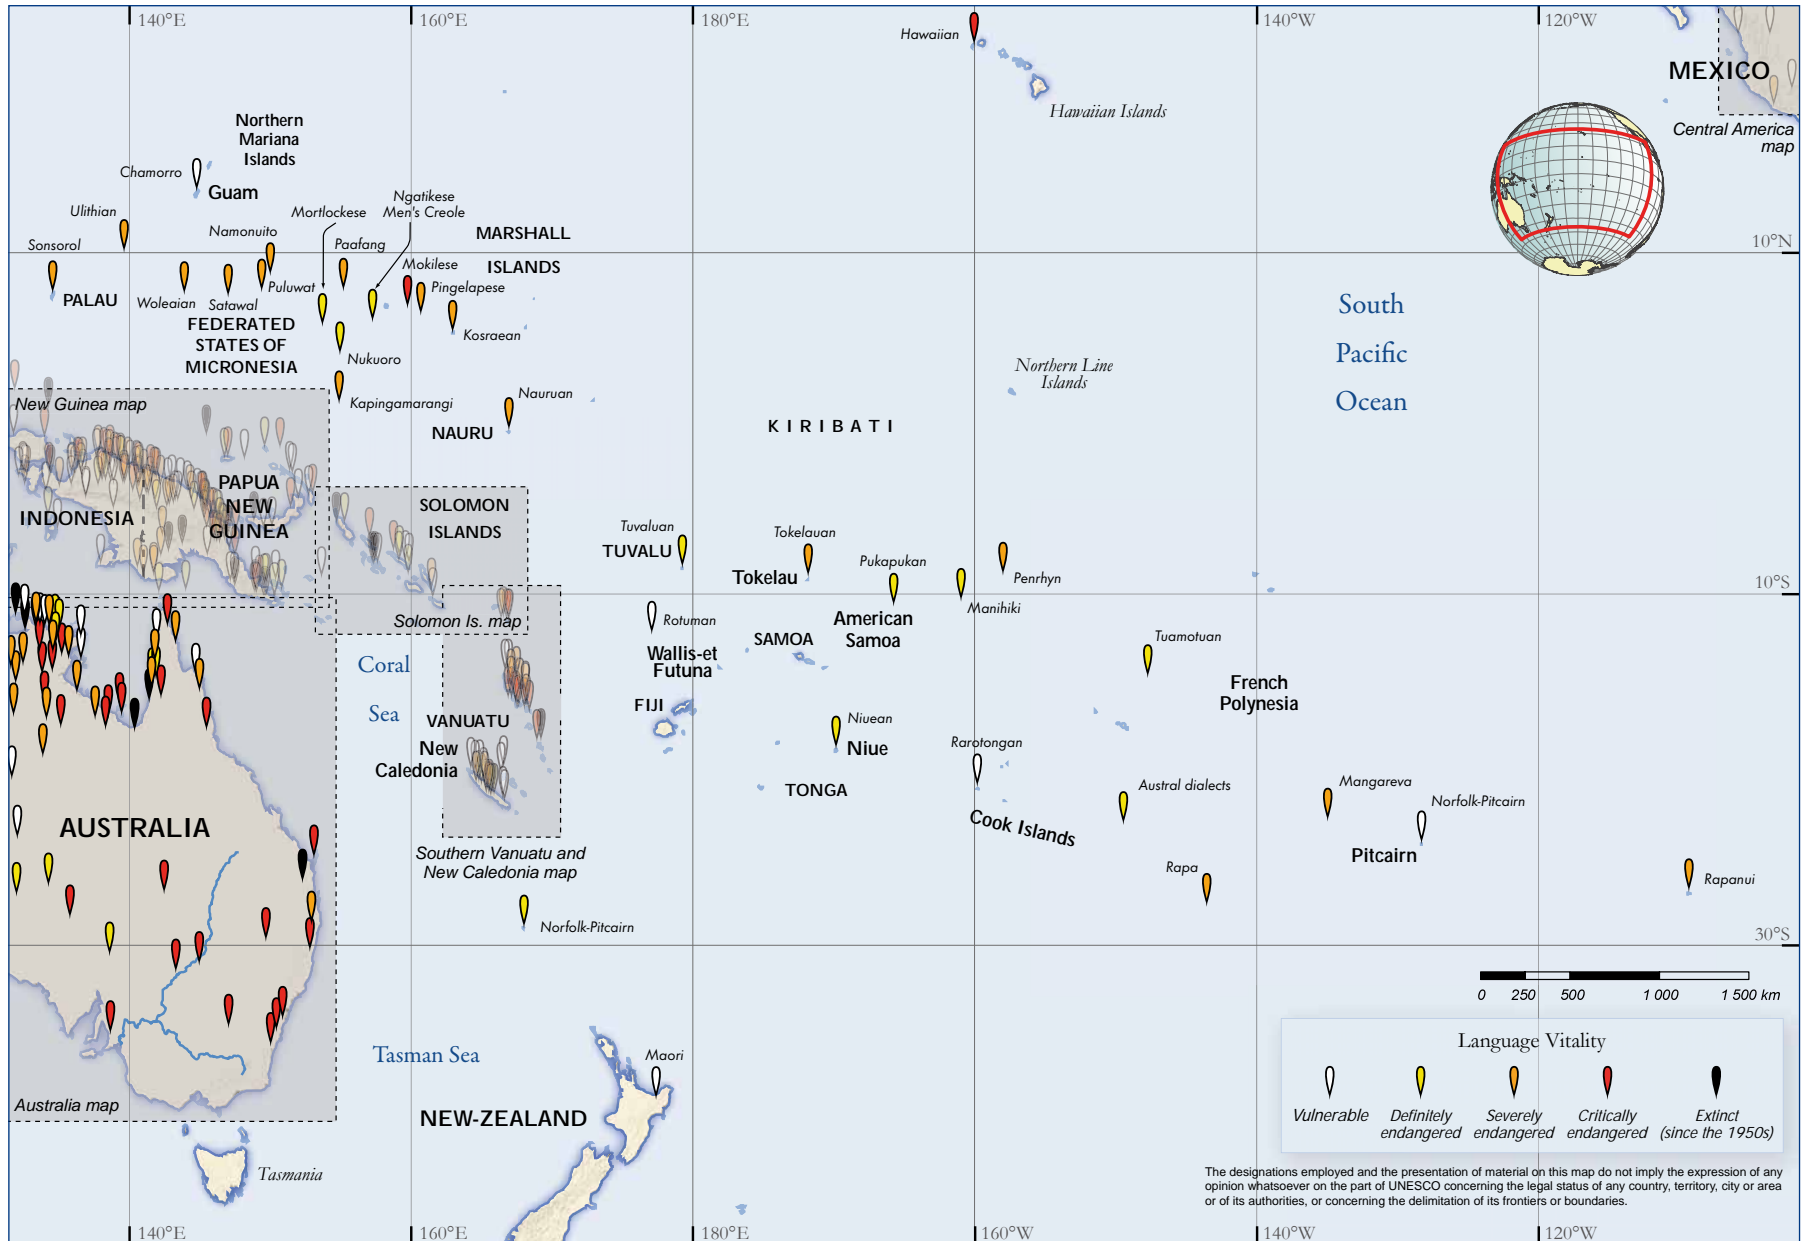 140°E
160°E
180°E
160°W
140°W
120°W
Hawaiian
Hawaiian Islands
MEXICO
Central America
map
Northern
Mariana
Islands
Chamorro
Guam
Ulithian
Sonsorol
PALAU
Namonuito
Mortlockese
Ngatikese
Men's Creole
Paafang
MARSHALL
ISLANDS
Mokilese
Pingelapese
Woleaian
Satawal
Puluwat
FEDERATED
STATES OF
MICRONESIA
Kosraean
Nukuoro
Kapingamarangi
Nauruan
NAURU
10°N
South
Pacific
Ocean
Northern Line
Islands
KIRIBATI
New Guinea map
PAPUA
NEW
GUINEA
INDONESIA
SOLOMON
ISLANDS
Solomon Is. map
Tuvaluan
TUVALU
Tokelauan
Tokelau
Pukapukan
Penrhyn
Manihiki
10°S
Rotuman
American
Samoa
SAMOA
Wallis-et
Futuna
FIJI
Tuamotuan
French
Polynesia
Coral
Sea
VANUATU
New
Caledonia
Niuean
Niue
Rarotongan
TONGA
Cook Islands
Austral dialects
Mangareva
Norfolk-Pitcairn
Pitcairn
AUSTRALIA
Southern Vanuatu and
New Caledonia map
Rapa
Rapanui
Norfolk-Pitcairn
30°S
0 250 500 1 000 1 500 km
Tasman Sea
Maori
NEW-ZEALAND
Australia map
Tasmania
Language Vitality
Vulnerable
Definitely
endangered
Severely
endangered
Critically
endangered
Extinct
(since the 1950s)
The designations employed and the presentation of material on this map do not imply the expression of any
opinion whatsoever on the part of UNESCO concerning the legal status of any country, territory, city or area
or of its authorities, or concerning the delimitation of its frontiers or boundaries.
140°E
160°E
180°E
160°W
140°W
120°W